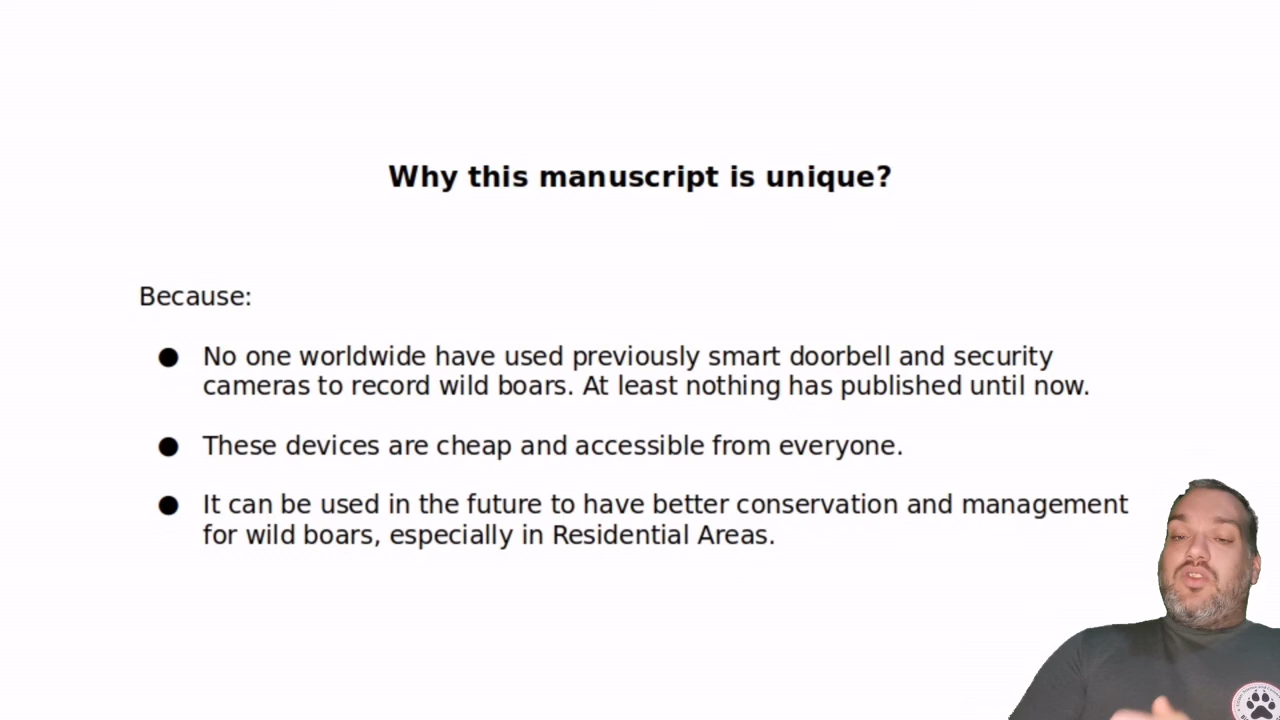 Why this manuscript is unique?
Because:
● No one worldwide have used previously smart doorbell and security
cameras to record wild boars. At least nothing has published until now.
● These devices are cheap and accessible from everyone.
● It can be used in the future to have better conservation and management
for wild boars, especially in Residential Areas.